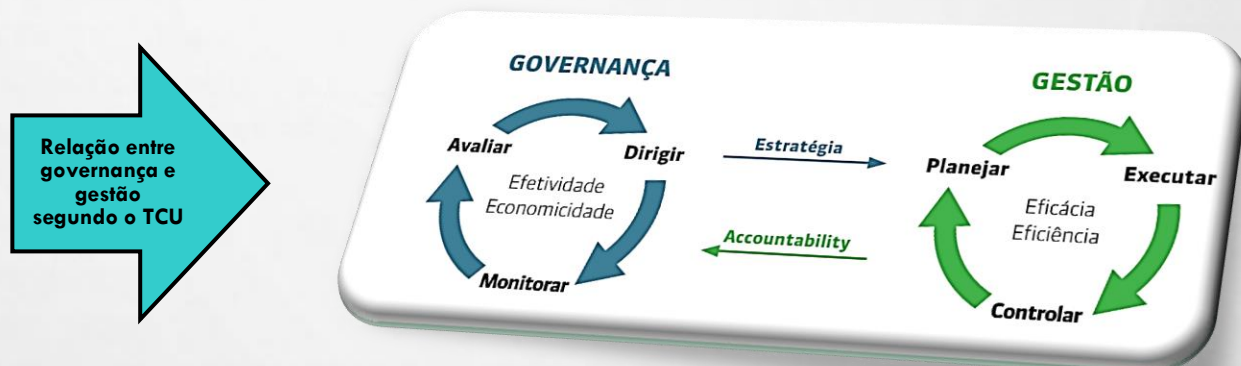 Relação entre
governança e
gestão
segundo o TCU
GOVERNANÇA
Avaliar
Dirigir
Efetividade
Economicidade
Monitorar
Estratégia
Accountability
GESTÃO
Planejar
Executar
Eficácia
Eficiência
Controlar